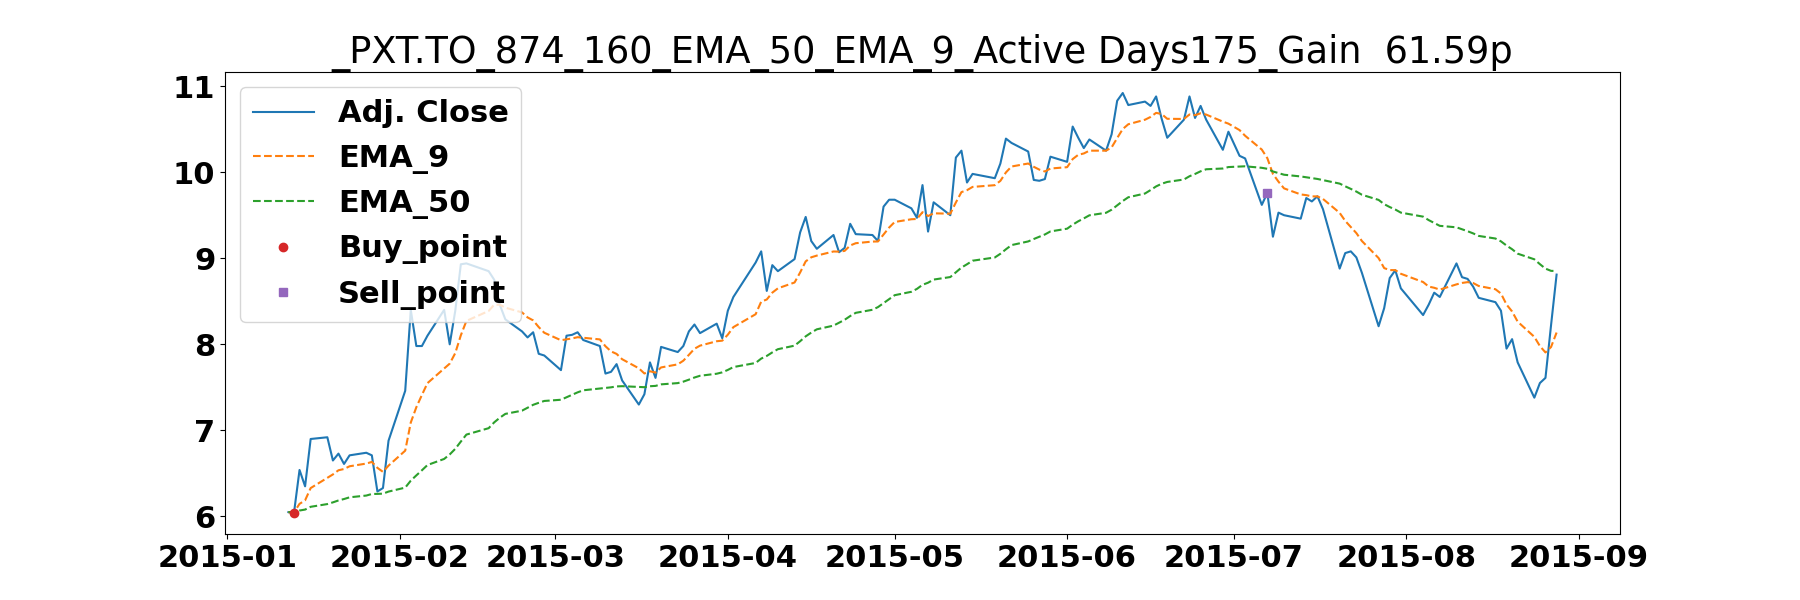 _PXT.TO_874_160_EMA_50_EMA_9_Active Days175_Gain  61.59p
11
10
9
8
7
6
Adj. Close
EMA_9
EMA_50
Buy_point
Sell_point
2015-01 2015-02 2015-03 2015-04 2015-05 2015-06 2015-07 2015-08 2015-09